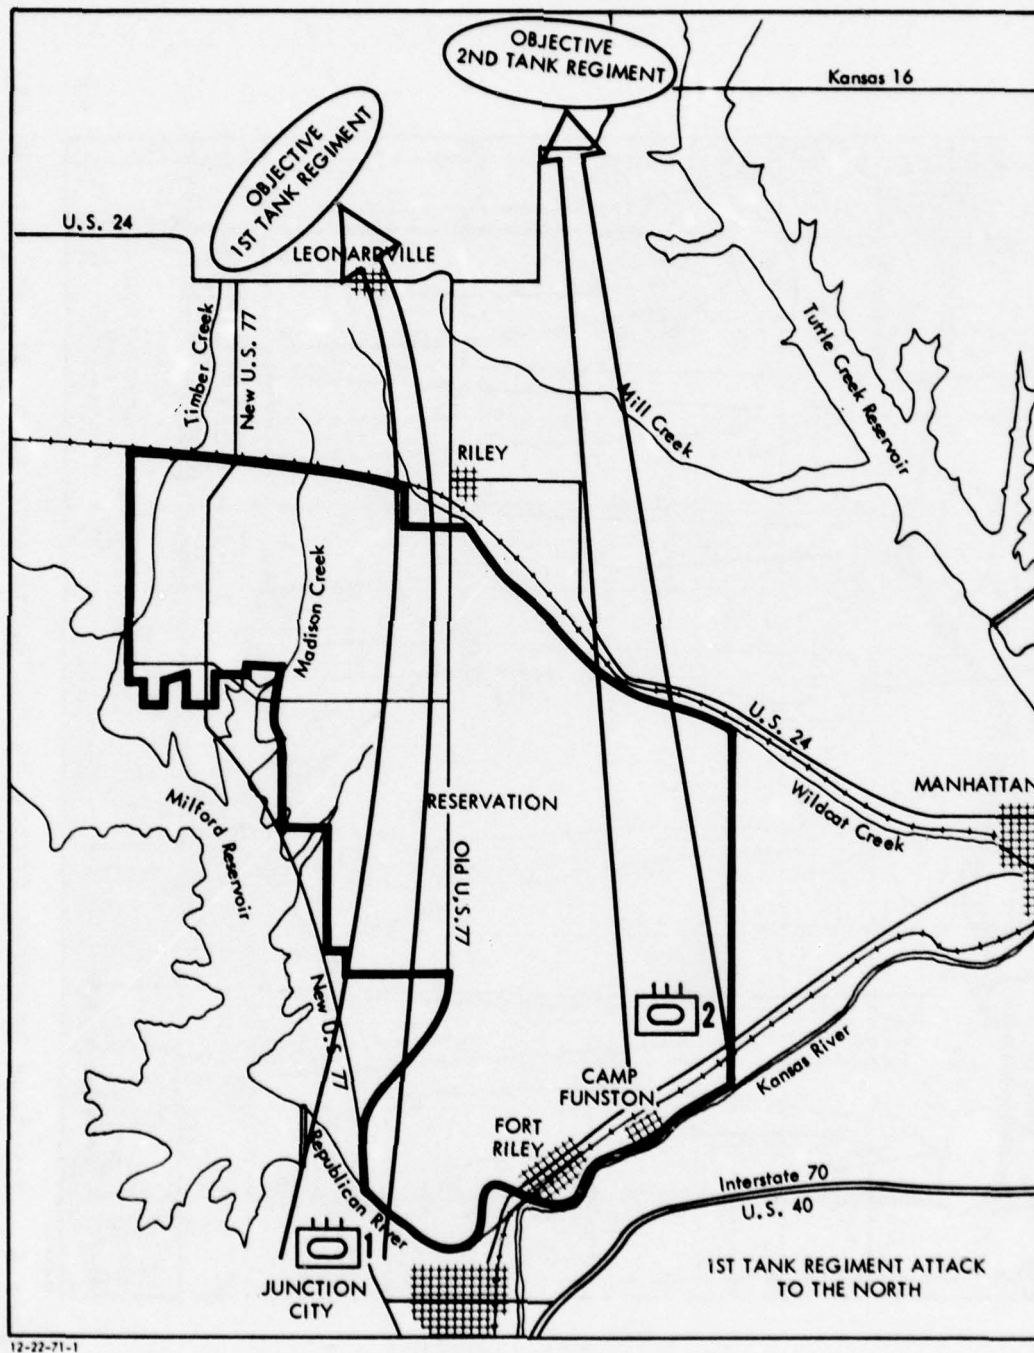 OBJECTIVE
2ND TANK REGIMENT
Kansas 16
OBJECTIVE
1ST TANK REGIMENT
U.S. 24
LEONARDVILLE
Timber Creek
New U.S. 77
Tuttle Creek Reservoir
Mill Creek
RILEY
Madison Creek
U.S. 24
MANHATTAN
Wildcat Creek
Milford Reservoir
RESERVATION
Old U.S.77
New U.S. 77
2
Kansas River
CAMP
FUNSTON
FORT
RILEY
Republican River
Interstate 70
U.S. 40
1
JUNCTION
CITY
1ST TANK REGIMENT ATTACK
TO THE NORTH
12-22-71-1